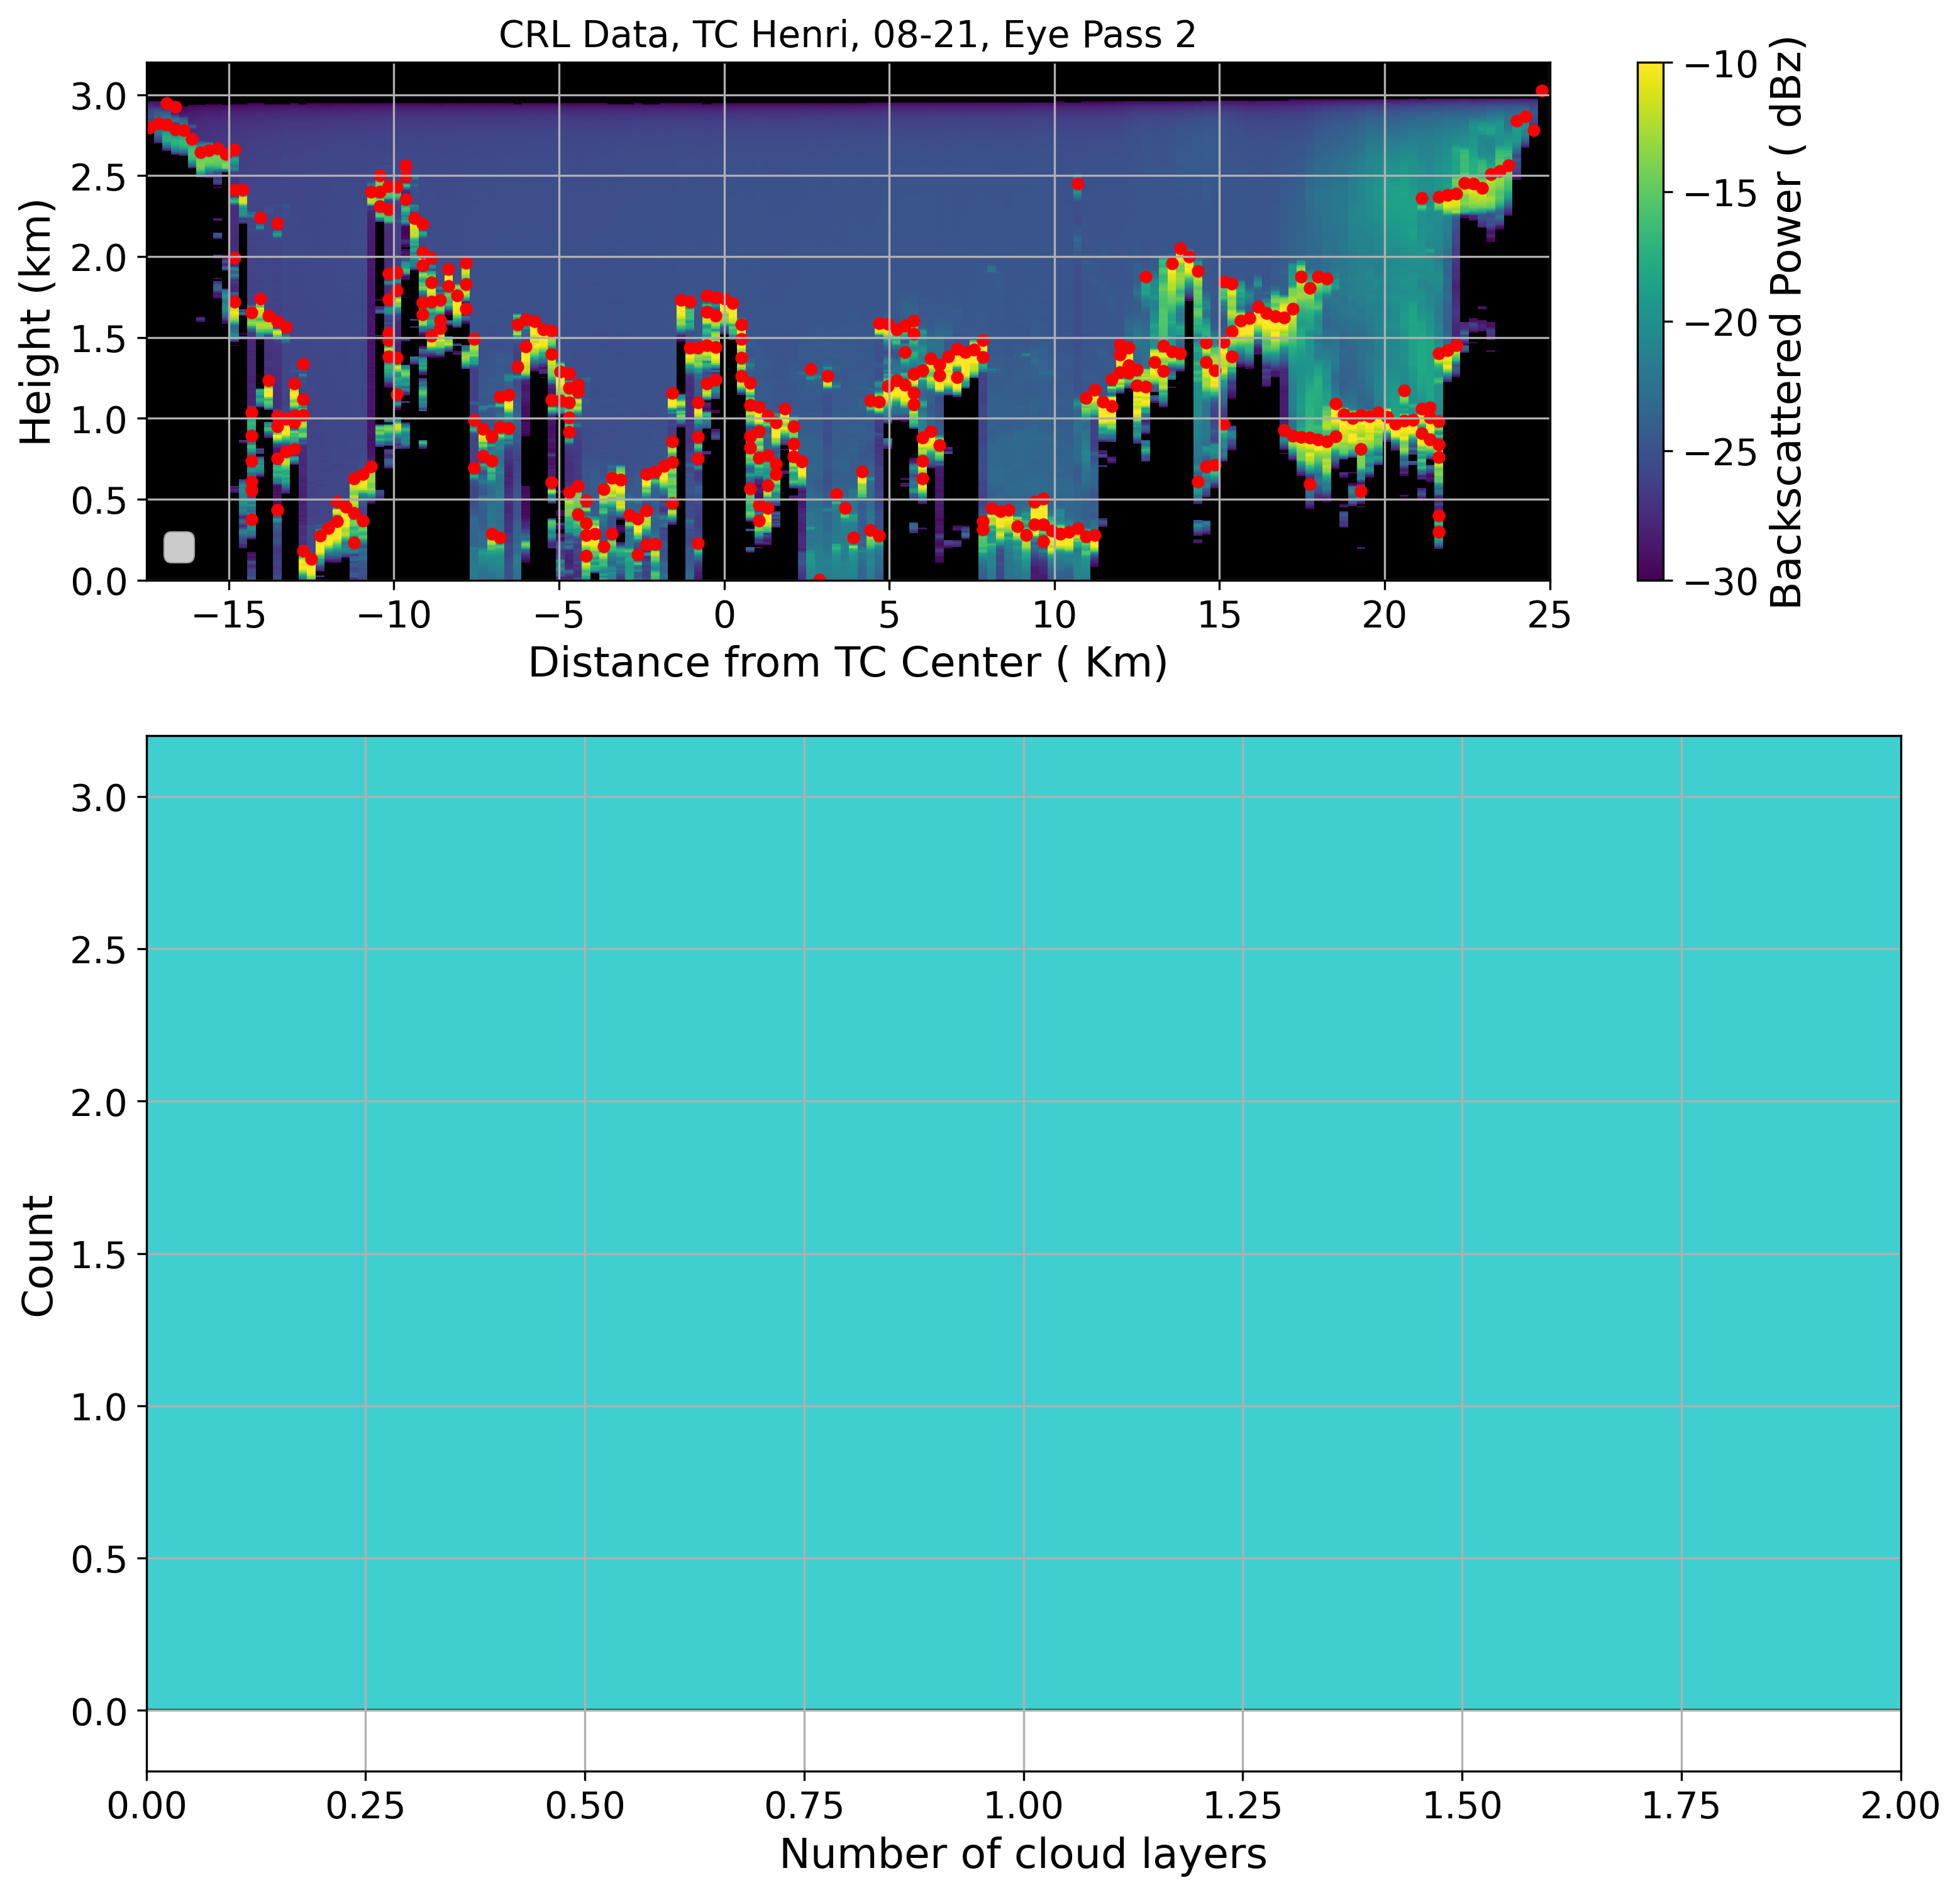 CRL Data, TC Henri, 08-21, Eye Pass 2
Height (km)
3.0
2.5
2.0
1.5
1.0
0.5
0.0
−15 −10 −5 0 5 10 15 20 25
Distance from TC Center ( Km)
−10
−15
−20
−25
−30
Backscattered Power ( dBz)
Count
3.0
2.5
2.0
1.5
1.0
0.5
0.0
0.00 0.25 0.50 0.75 1.00 1.25 1.50 1.75 2.00
Number of cloud layers